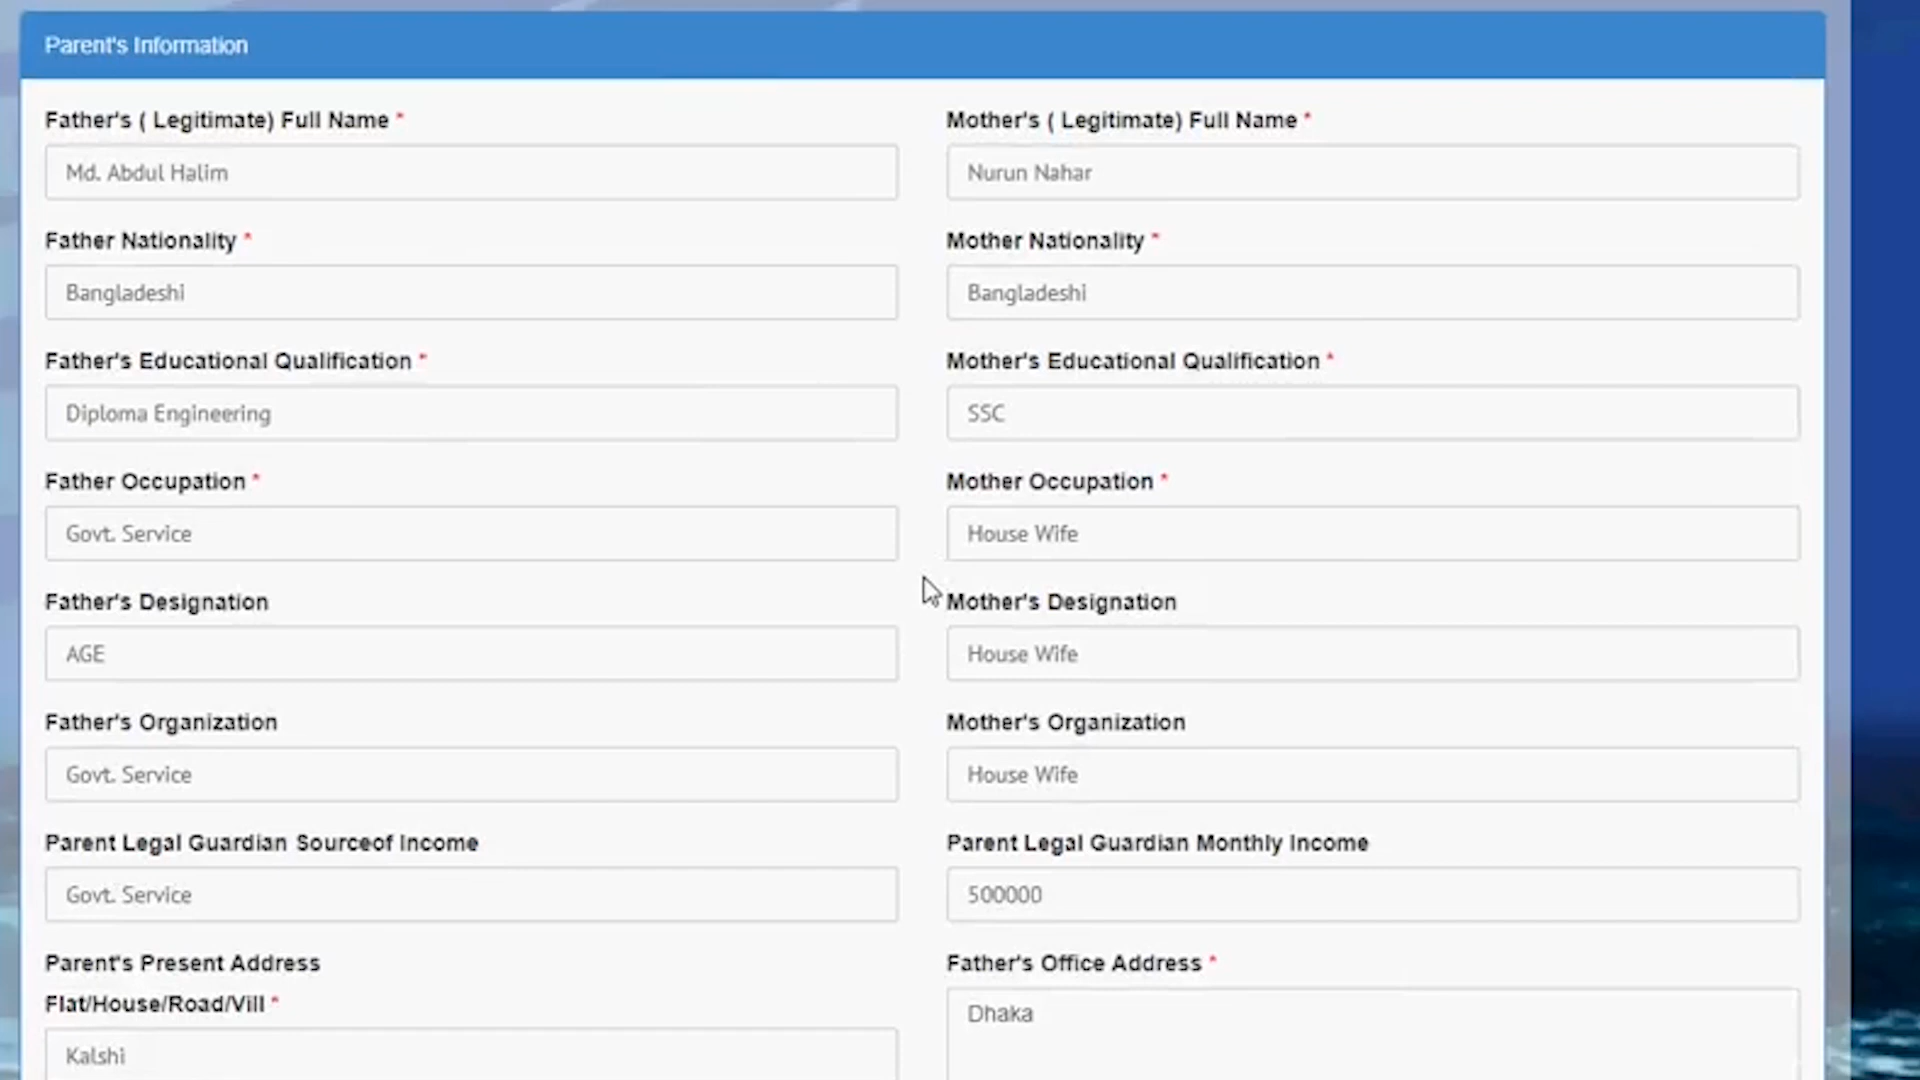 Parent's Information
Father's ( Legitimate) Full Name *
Mother's ( Legitimate) Full Name *
Md. Abdul Halim
Nurun Nahar
Father Nationality *
Mother Nationality *
Bangladeshi
Bangladeshi
Father's Educational Qualification *
Mother's Educational Qualification *
Diploma Engineering
SSC
Father Occupation *
Mother Occupation *
Govt. Service
House Wife
Father's Designation
Mother's Designation
AGE
House Wife
Father's Organization
Mother's Organization
Govt. Service
House Wife
Parent Legal Guardian Sourceof Income
Parent Legal Guardian Monthly Income
Govt. Service
500000
Parent's Present Address
Father's Office Address *
Flat/House/Road/Vill *
Dhaka
Kalshi